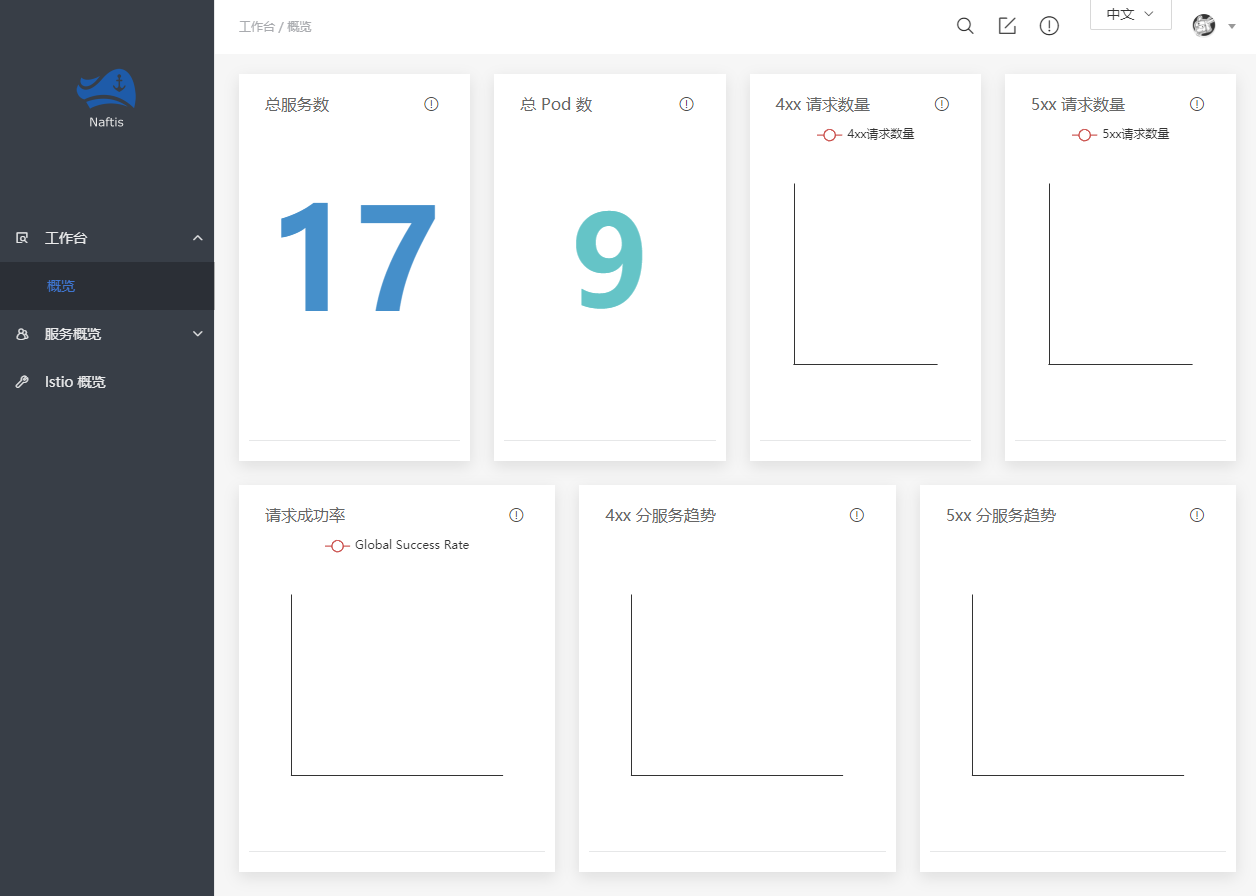 Naftis
工作台
概览
服务概览
Istio 概览
工作台 / 概览
中文
总服务数
17
总 Pod 数
9
4xx 请求数量
4xx请求数量
5xx 请求数量
5xx请求数量
请求成功率
Global Success Rate
4xx 分服务趋势
5xx 分服务趋势